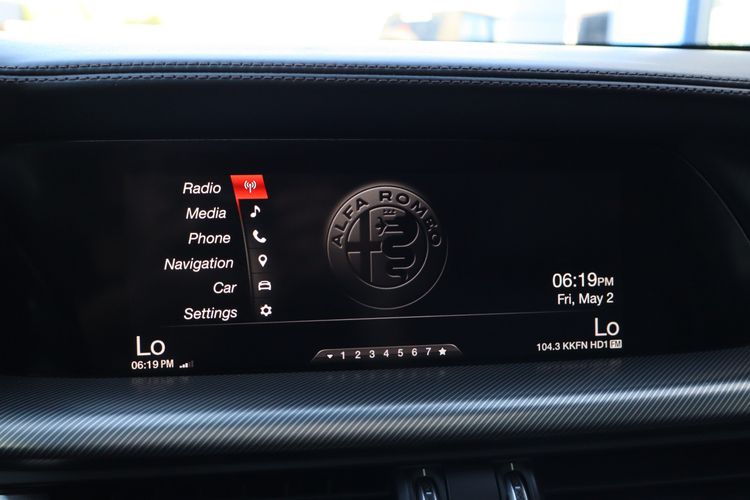 Radio
Media
Phone
Navigation
Car
Settings
ALFA ROMEO
06:19PM
Fri, May 2
Lo
06:19 PM
1 2 3 4 5 6 7
Lo
104.3 KKFN HD1 FM